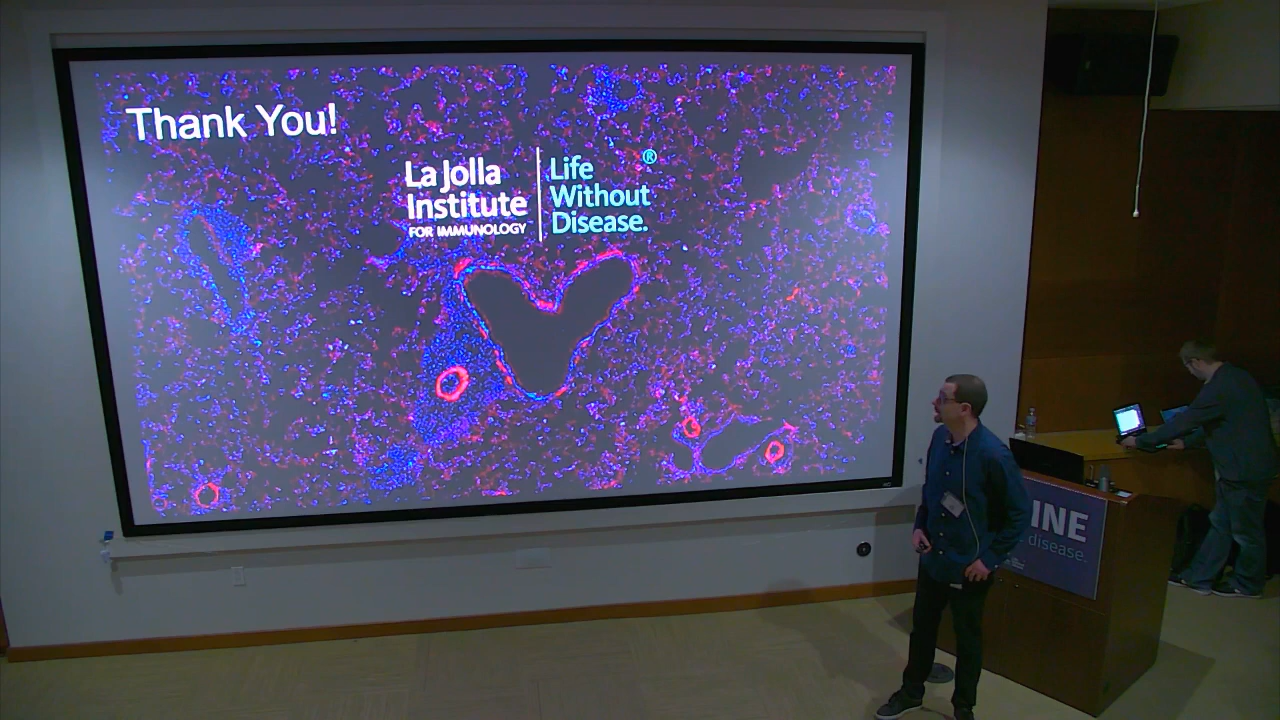 Thank You!
La Jolla
Institute
FOR IMMUNOLOGY
Life
Without
Disease.
®
INE
disease.